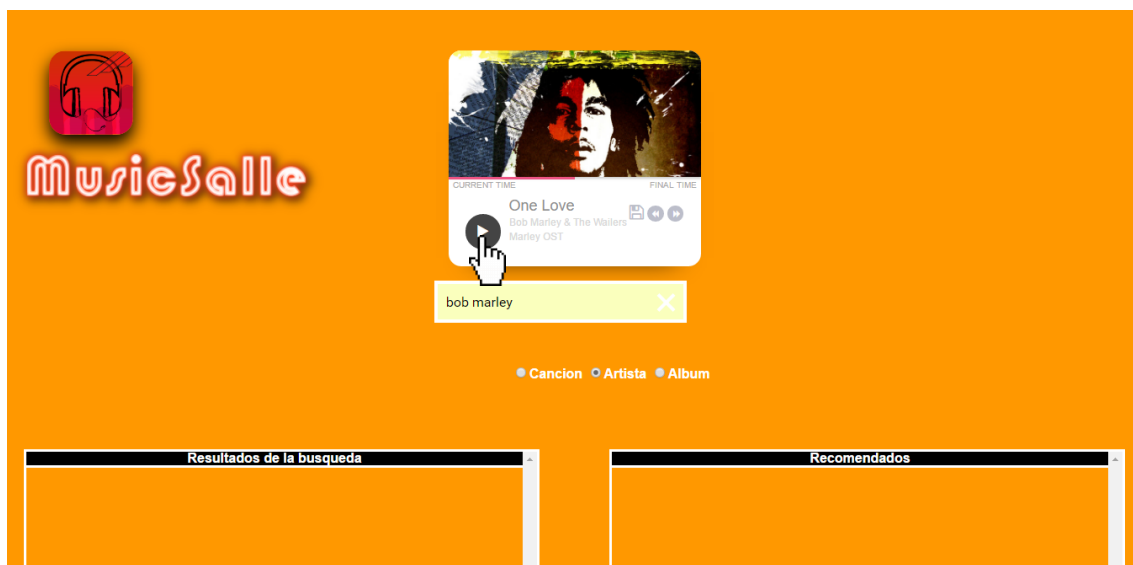 MusicSalle
CURRENT TIME FINAL TIME
One Love
Bob Marley & The Wailers
Marley OST
bob marley
Cancion Artista Album
Resultados de la busqueda
Recomendados